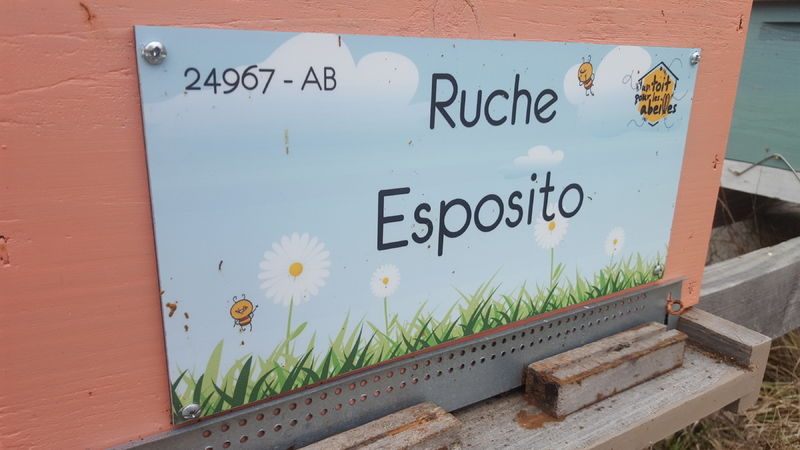 24967 - AB
Ruche
Esposito
un toit
pour les
abeilles